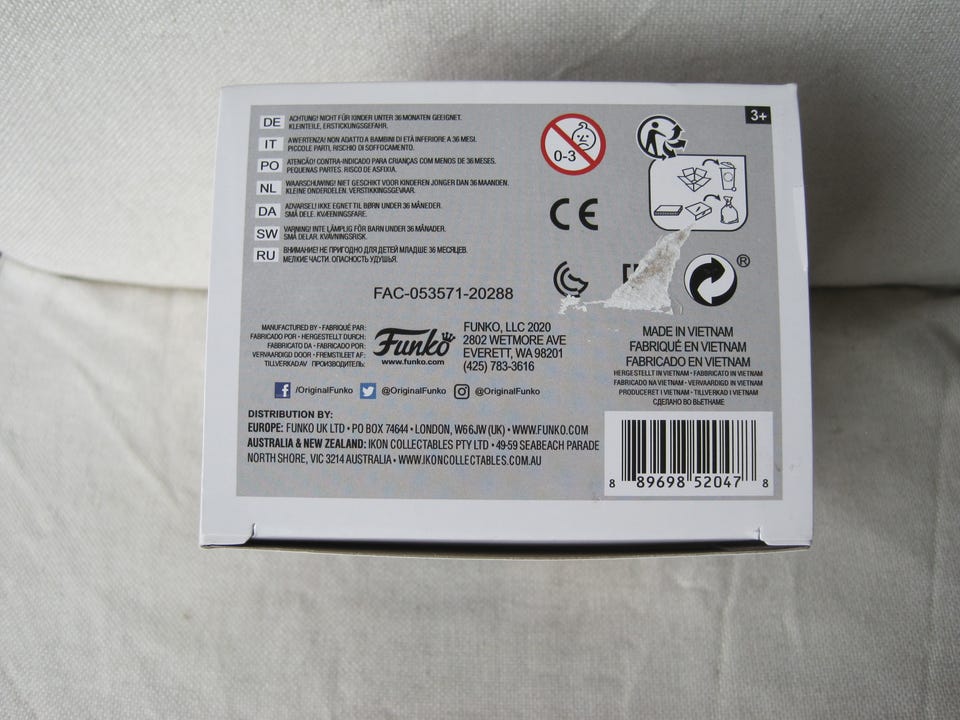 3+
DE ACHTUNG! NICHT FÜR KINDER UNTER 36 MONATEN GEEIGNET.
KLEINTEILE, ERSTICKUNGSGEFAHR.
IT AVVERTENZA! NON ADATTO A BAMBINI DI ETÀ INFERIORE A 36 MESI.
PICCOLE PARTI, RISCHIO DI SOFFOCAMENTO.
PO ATENCÃO! CONTRA-INDICADO PARA CRIANÇAS COM MENOS DE 36 MESES.
PEQUENAS PARTES. RISCO DE ASFIXIA.
NL WAARSCHUWING! NIET GESCHIKT VOOR KINDEREN JONGER DAN 36 MAANDEN.
KLEINE ONDERDELEN. VERSTIKKINGSGEVAAR.
DA ADVARSEL! IKKE EGNET TIL BØRN UNDER 36 MÅNEDER.
SMÅ DELE. KVÆLNINGSFARE.
SW VARNING! INTE LÄMPLIG FÖR BARN UNDER 36 MÅNADER.
SMÅ DELAR. KVÄVNINGSRISK.
RU ВНИМАНИЕ! НЕ ПРИГОДНО ДЛЯ ДЕТЕЙ МЛАДШЕ 36 МЕСЯЦЕВ.
МЕЛКИЕ ЧАСТИ. ОПАСНОСТЬ УДУШЬЯ.
0-3
CE
®
FAC-053571-20288
MANUFACTURED BY • FABRIQUÉ PAR:
FABRICADO POR • HERGESTELLT DURCH:
FABBRICATO DA • FABRICADO POR:
VERVAARDIGD DOOR • FREMSTILLET AF:
TILLVERKADAV ПРОИЗВОДИТЕЛЬ:
Funko
www.funko.com
FUNKO, LLC 2020
2802 WETMORE AVE
EVERETT, WA 98201
(425) 783-3616
MADE IN VIETNAM
FABRIQUÉ EN VIETNAM
FABRICADO EN VIETNAM
HERGESTELLT IN VIETNAM • FABBRICATO IN VIETNAM
FABRICADO NA VIETNAM • VERVAARDIGD IN VIETNAM
PRODUCERET I VIETNAM • TILLVERKAD I VIETNAM
СДЕЛАНО ВО ВЬЕТНАМЕ
f /OriginalFunko @OriginalFunko @OriginalFunko
DISTRIBUTION BY:
EUROPE: FUNKO UK LTD • PO BOX 74644 • LONDON, W6 6JW (UK) • WWW.FUNKO.COM
AUSTRALIA & NEW ZEALAND: IKON COLLECTABLES PTY LTD • 49-59 SEABEACH PARADE
NORTH SHORE, VIC 3214 AUSTRALIA • WWW.IKONCOLLECTABLES.COM.AU
8 89698 52047 8